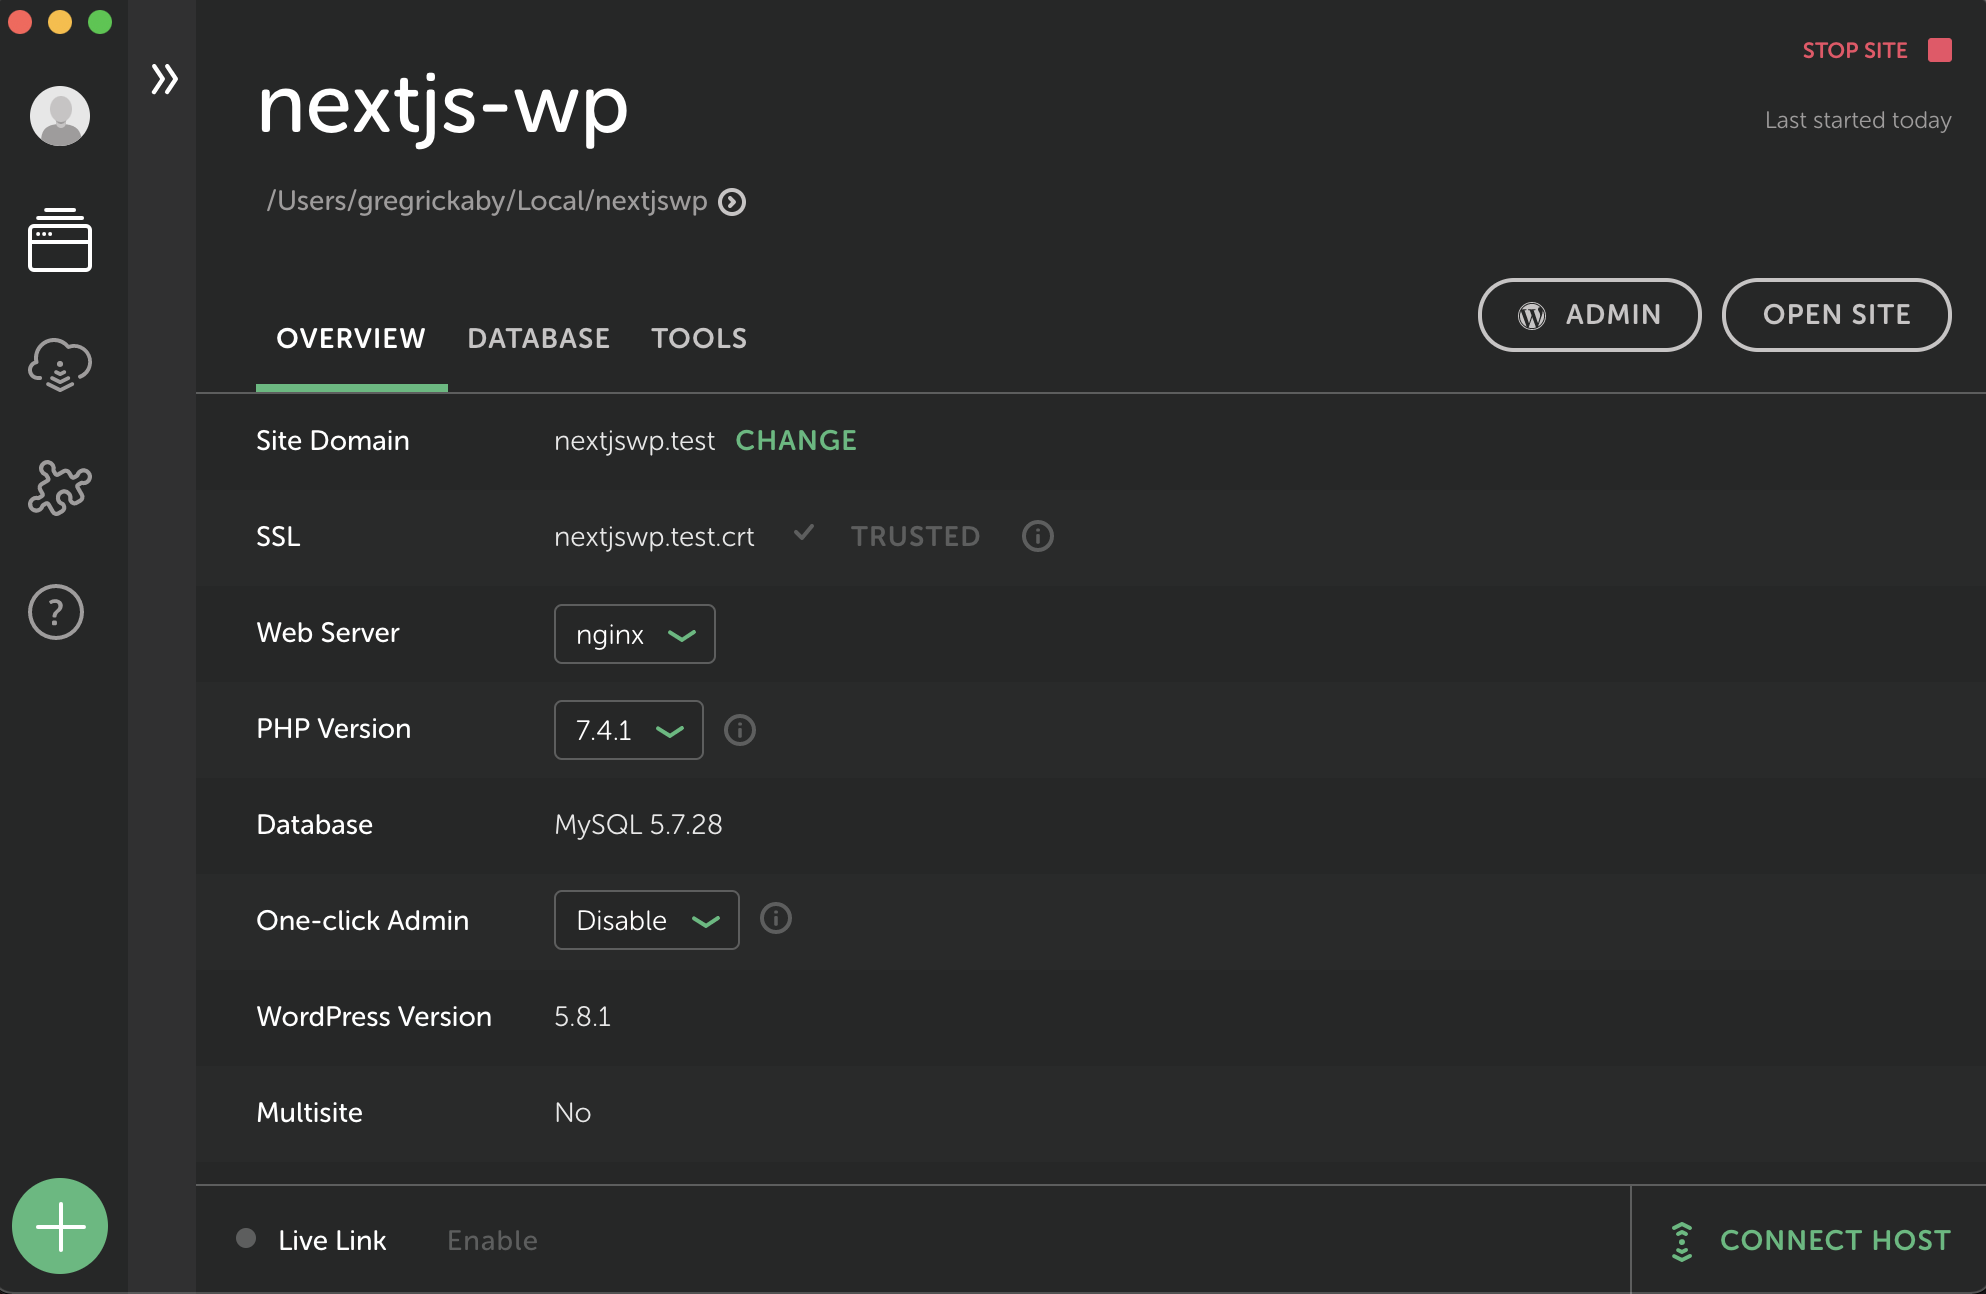 STOP SITE
nextjs-wp
Last started today
/Users/gregrickaby/Local/nextjswp
OVERVIEW DATABASE TOOLS ADMIN OPEN SITE
Site Domain nextjswp.test CHANGE
SSL nextjswp.test.crt TRUSTED
Web Server nginx
PHP Version 7.4.1
Database MySQL 5.7.28
One-click Admin Disable
WordPress Version 5.8.1
Multisite No
Live Link Enable CONNECT HOST